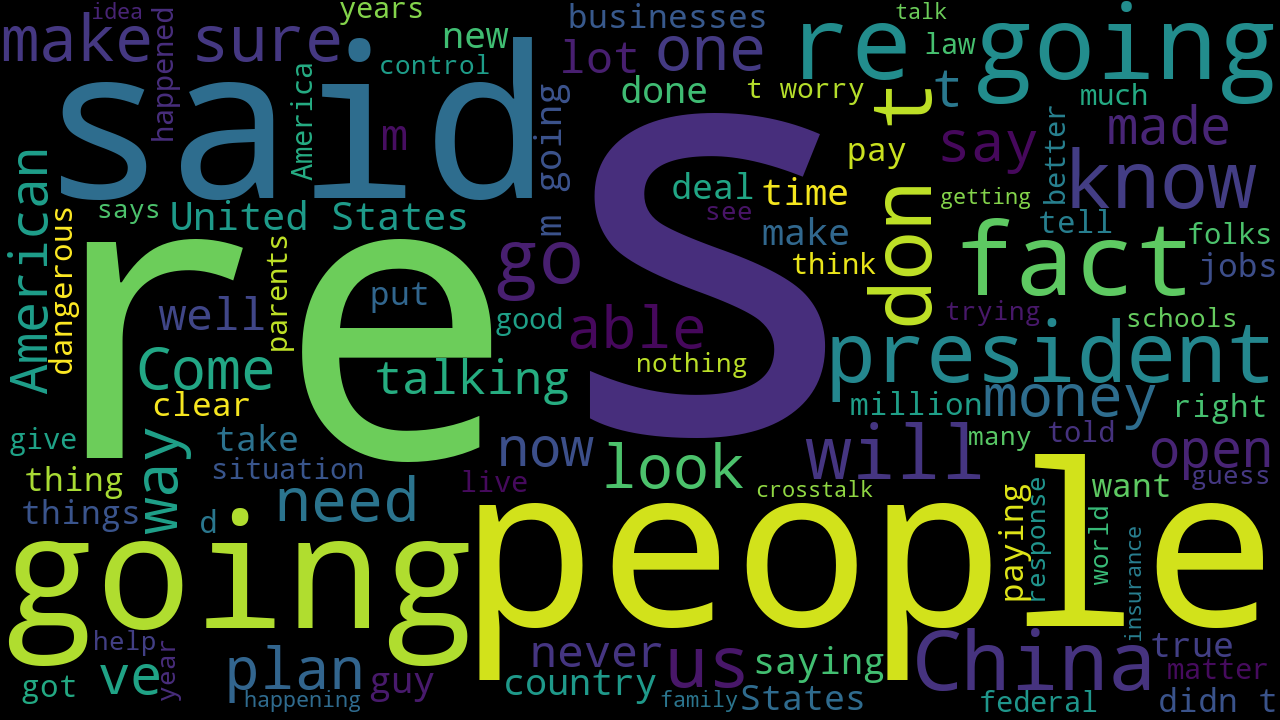 idea
years
businesses
talk
make sure
new
lot
one
re going
law
happened
control
said
America
done
t worry
t
much
m
m going
don t
say
made
better
pay
know
American
says
United States
s
deal
time
getting
see
make
tell
fact
folks
dangerous
re
parents
put
go
think
jobs
well
good
able
trying
schools
Come
talking
nothing
president
clear
million
money
right
give
way
take
now
look
will
many
told
open
thing
situation
live
crosstalk
want
guess
things
d
need
paying
response
world
insurance
going
people
help
year
ve
plan
guy
never
us
saying
China
true
matter
got
happening
country
family
States
federal
didn t